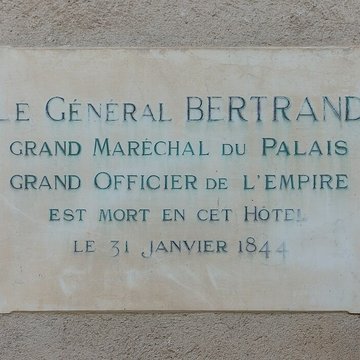 LE GÉNÉRAL BERTRAND
GRAND MARÉCHAL DU PALAIS
GRAND OFFICIER DE L'EMPIRE
EST MORT EN CET HÔTEL
LE 31 JANVIER 1844